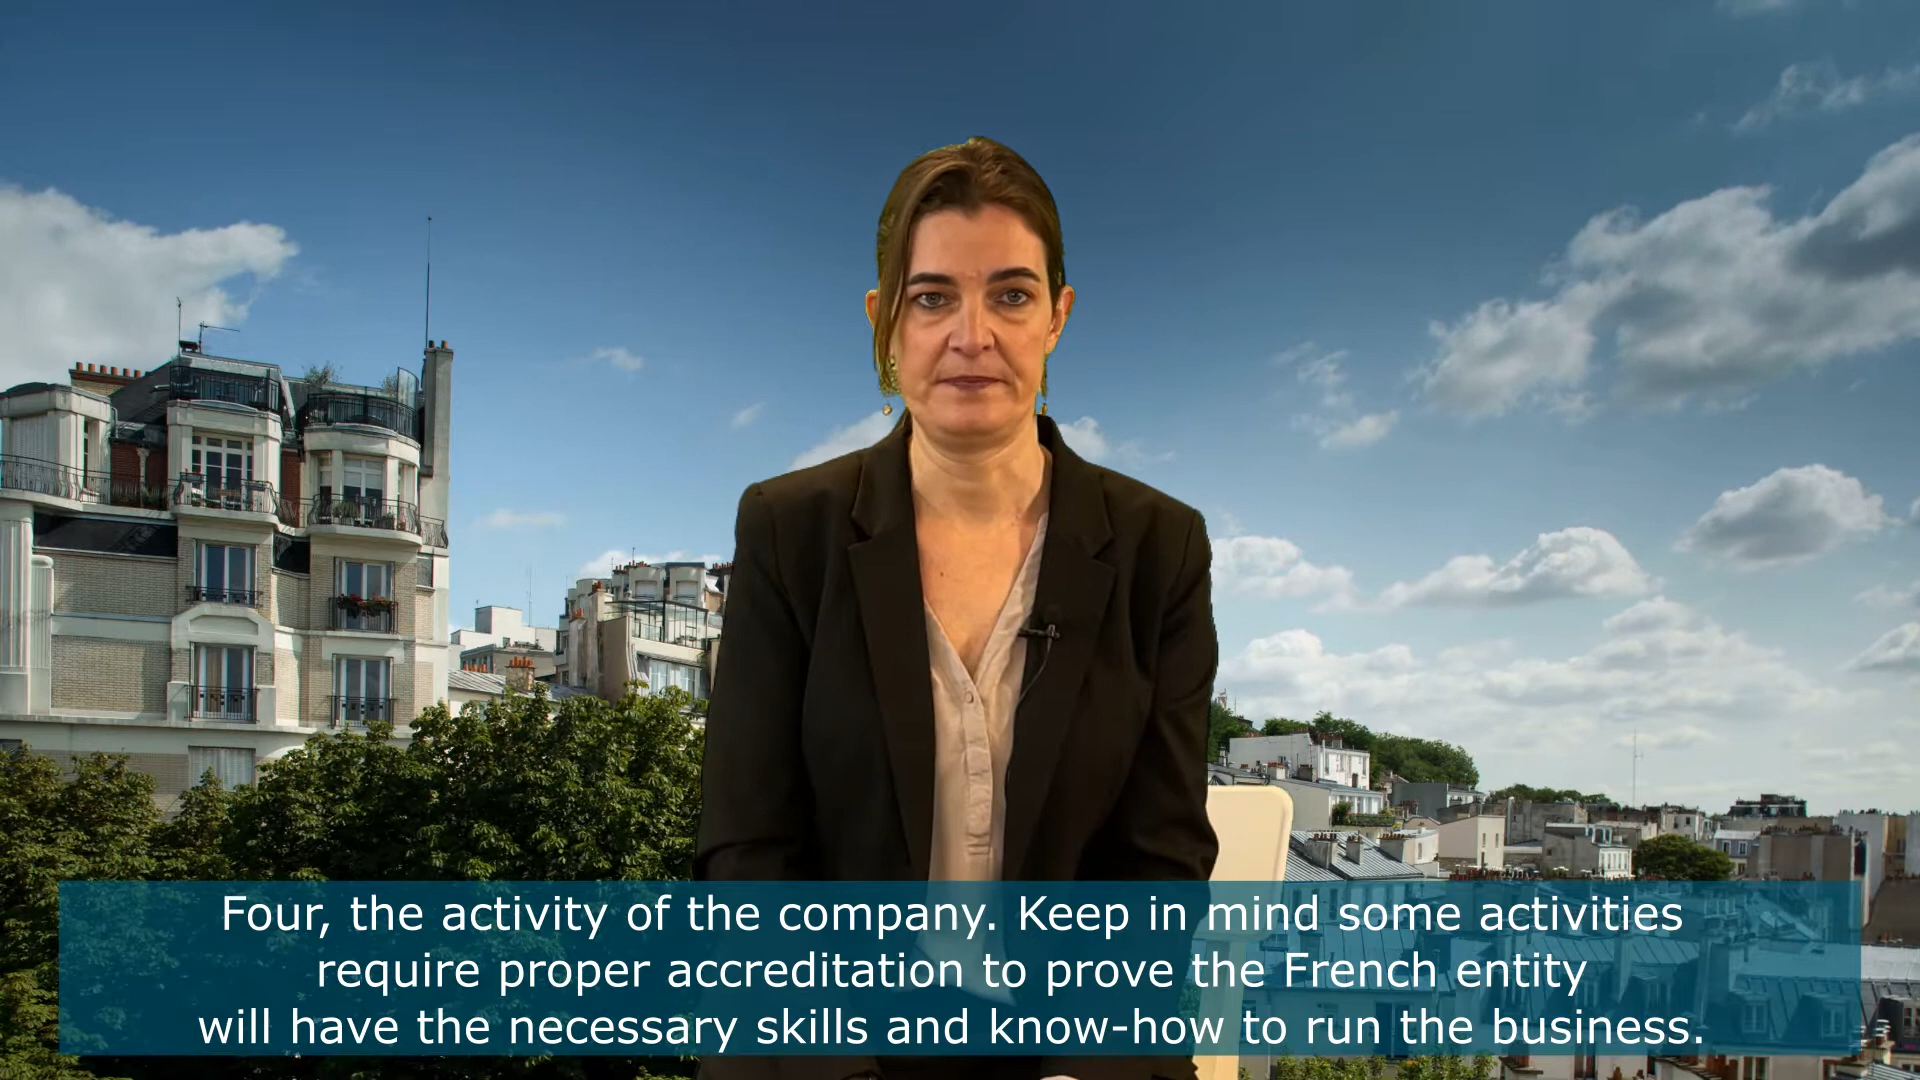 Four, the activity of the company. Keep in mind some activities
require proper accreditation to prove the French entity
will have the necessary skills and know-how to run the business.